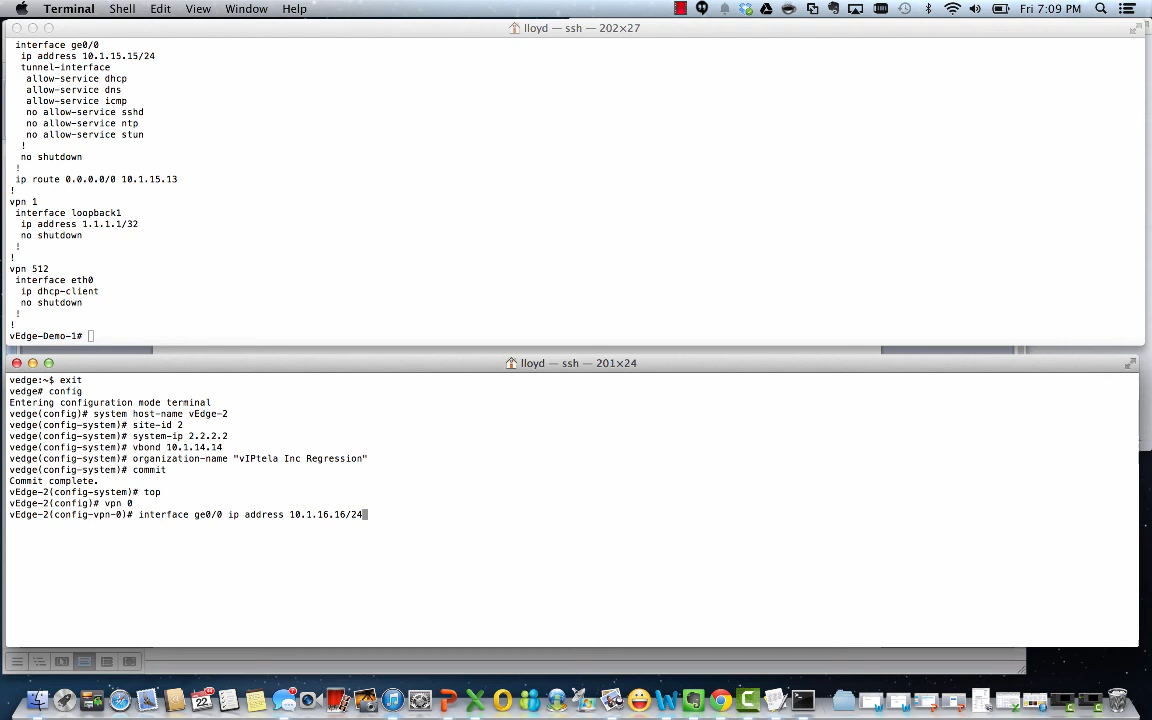 Terminal Shell Edit View Window Help Fri 7:09 PM
lloyd — ssh — 202×27
interface ge0/0
ip address 10.1.15.15/24
tunnel-interface
allow-service dhcp
allow-service dns
allow-service icmp
no allow-service sshd
no allow-service ntp
no allow-service stun
!
no shutdown
!
ip route 0.0.0.0/0 10.1.15.13
!
vpn 1
interface loopback1
ip address 1.1.1.1/32
no shutdown
!
!
vpn 512
interface eth0
ip dhcp-client
no shutdown
!
!
vEdge-Demo-1#
lloyd — ssh — 201×24
vedge:~$ exit
vedge# config
Entering configuration mode terminal
vedge(config)# system host-name vEdge-2
vedge(config-system)# site-id 2
vedge(config-system)# system-ip 2.2.2.2
vedge(config-system)# vbond 10.1.14.14
vedge(config-system)# organization-name "vIPtela Inc Regression"
vedge(config-system)# commit
Commit complete.
vEdge-2(config-system)# top
vEdge-2(config)# vpn 0
vEdge-2(config-vpn-0)# interface ge0/0 ip address 10.1.16.16/24